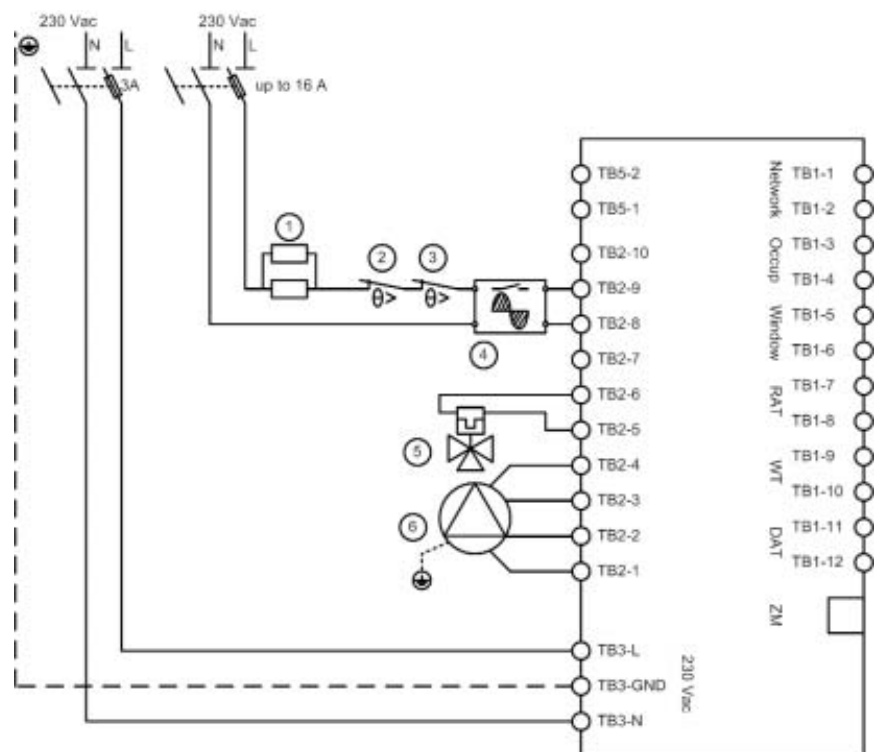 230 Vac
230 Vac
N
L
N
L
3A
up to 16 A
1
2
3
θ>
θ>
4
5
6
TB5-2
TB5-1
TB2-10
TB2-9
TB2-8
TB2-7
TB2-6
TB2-5
TB2-4
TB2-3
TB2-2
TB2-1
TB3-L
TB3-GND
TB3-N
230 Vac
Network
Occup
Window
RAT
WT
DAT
ZM
TB1-1
TB1-2
TB1-3
TB1-4
TB1-5
TB1-6
TB1-7
TB1-8
TB1-9
TB1-10
TB1-11
TB1-12